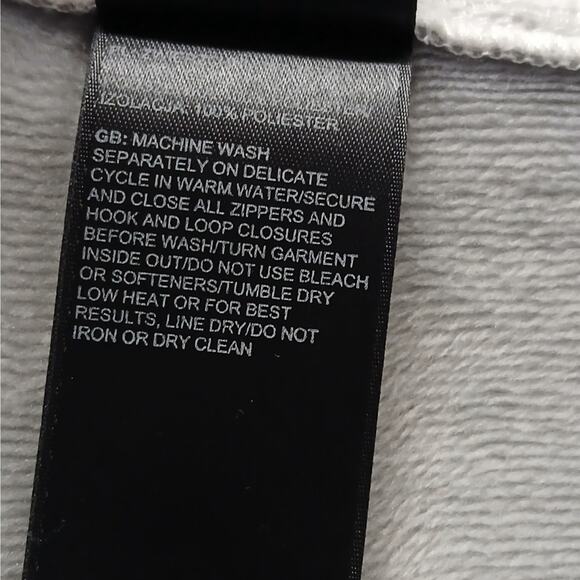 IZOLACJA: 100% POLIESTER
GB: MACHINE WASH
SEPARATELY ON DELICATE
CYCLE IN WARM WATER/SECURE
AND CLOSE ALL ZIPPERS AND
HOOK AND LOOP CLOSURES
BEFORE WASH/TURN GARMENT
INSIDE OUT/DO NOT USE BLEACH
OR SOFTENERS/TUMBLE DRY
LOW HEAT OR FOR BEST
RESULTS, LINE DRY/DO NOT
IRON OR DRY CLEAN